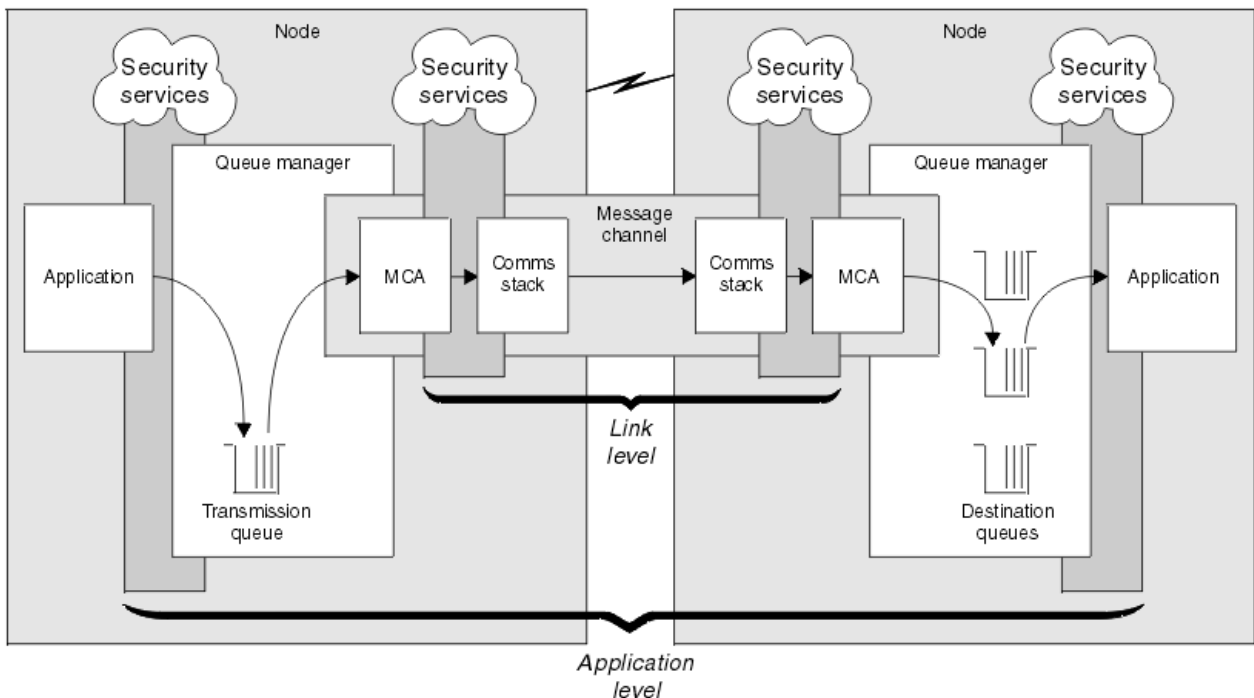 Node
Node
Security
services
Security
services
Security
services
Security
services
Queue manager
Queue manager
Message
channel
Application
MCA
Comms
stack
Comms
stack
MCA
Application
Link
level
Transmission
queue
Destination
queues
Application
level